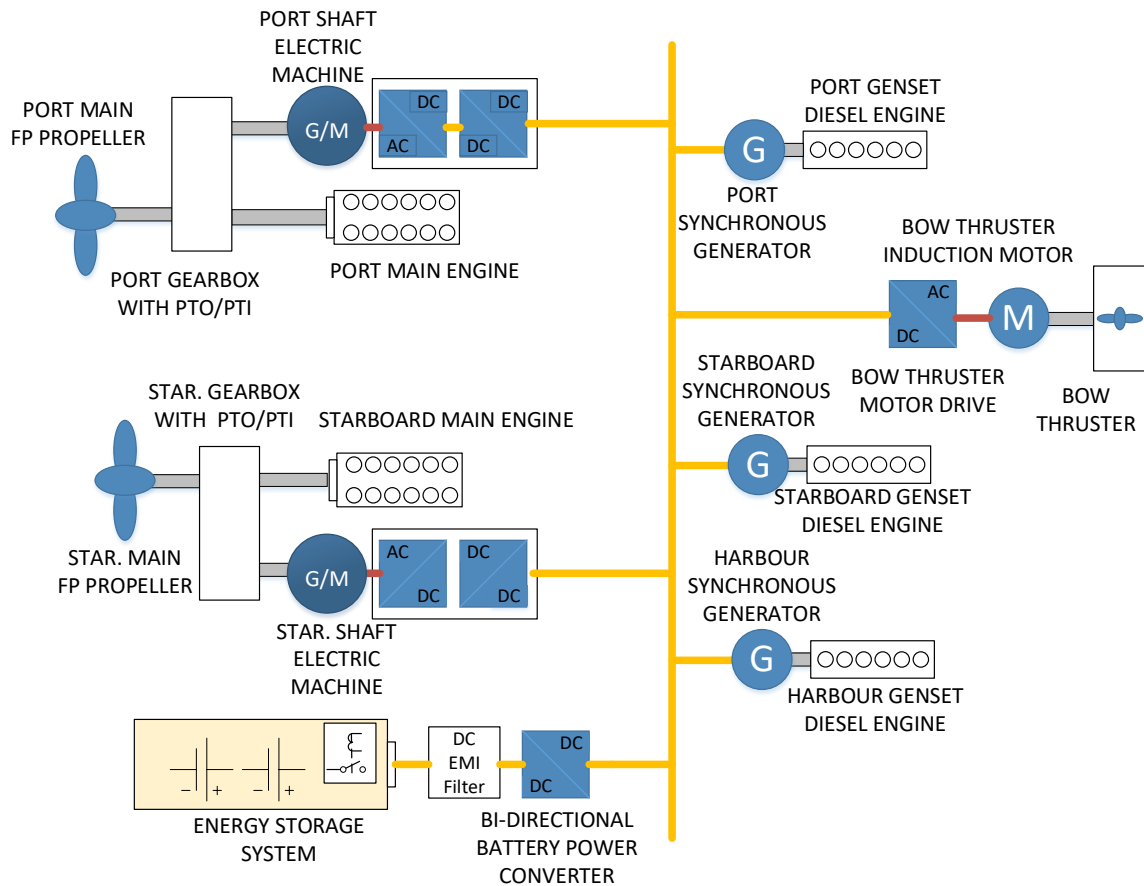 PORT SHAFT
ELECTRIC
MACHINE
PORT MAIN
FP PROPELLER
G/M
DC
AC
DC
DC
PORT GEARBOX
WITH PTO/PTI
PORT MAIN ENGINE
PORT GENSET
DIESEL ENGINE
G
PORT
SYNCHRONOUS
GENERATOR
BOW THRUSTER
INDUCTION MOTOR
AC
DC
M
BOW THRUSTER
MOTOR DRIVE
BOW
THRUSTER
STAR. GEARBOX
WITH PTO/PTI
STARBOARD MAIN ENGINE
STAR. MAIN
FP PROPELLER
G/M
AC
DC
DC
DC
STAR. SHAFT
ELECTRIC
MACHINE
STARBOARD
SYNCHRONOUS
GENERATOR
G
STARBOARD GENSET
DIESEL ENGINE
HARBOUR
SYNCHRONOUS
GENERATOR
G
HARBOUR GENSET
DIESEL ENGINE
− +
− +
ENERGY STORAGE
SYSTEM
DC
EMI
Filter
DC
DC
BI-DIRECTIONAL
BATTERY POWER
CONVERTER